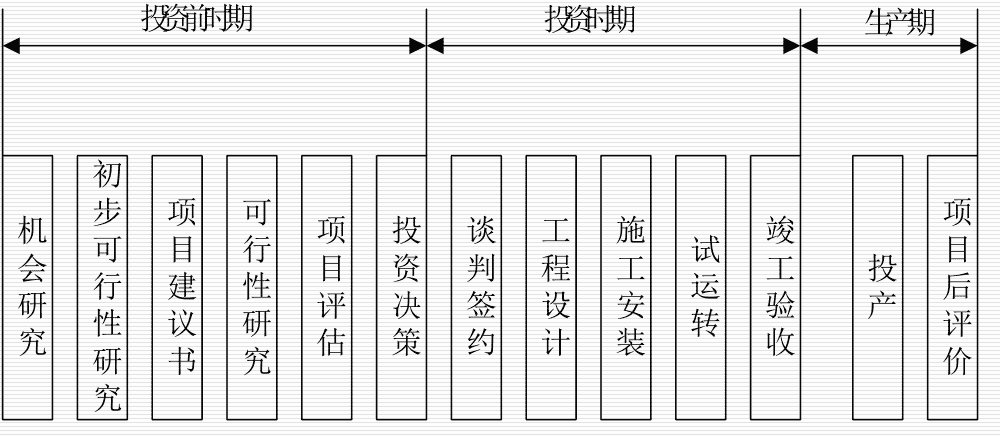 投资前时期
投资时期
生产期
机会研究
初步可行性研究
项目建议书
可行性研究
项目评估
投资决策
谈判签约
工程设计
施工安装
试运转
竣工验收
投产
项目后评价